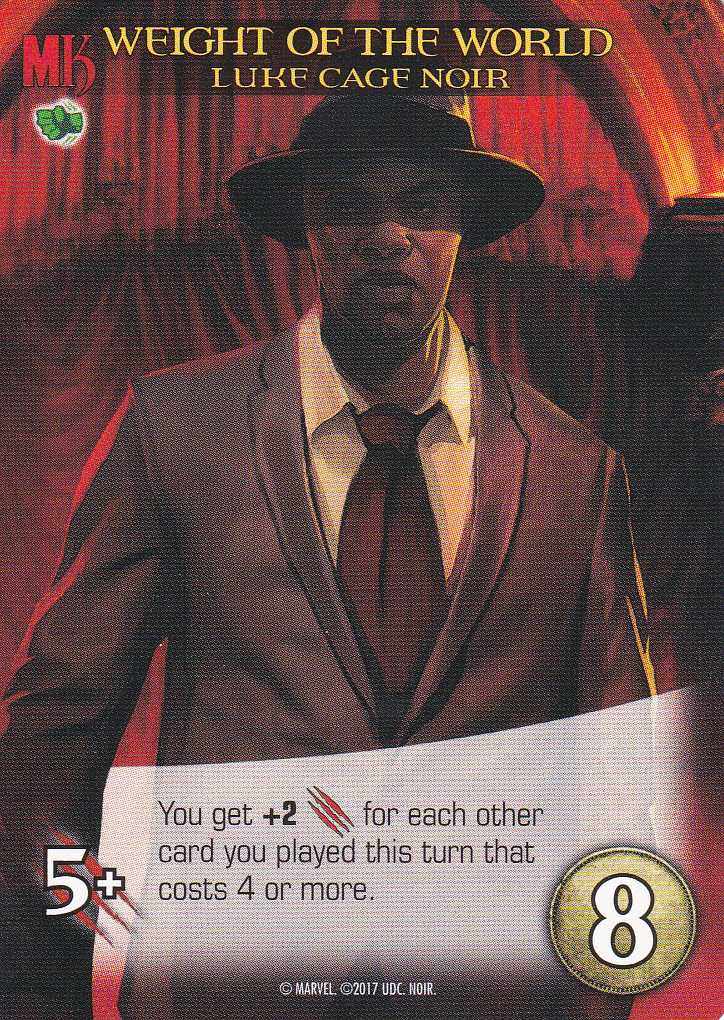 MK
WEIGHT OF THE WORLD
LUKE CAGE NOIR
You get +2 for each other
card you played this turn that
costs 4 or more.
5+
8
© MARVEL. ©2017 UDC. NOIR.